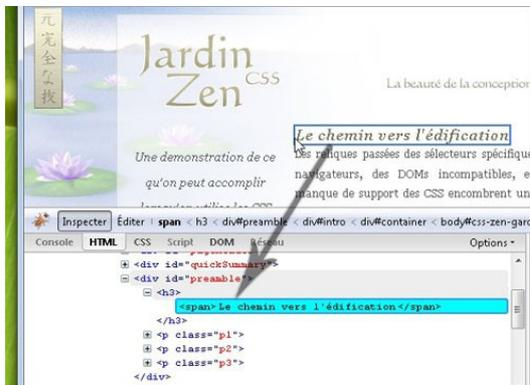 元
完
全
な
Jardin
Zen CSS
La beauté de la conception
Une demonstration de ce
qu'on peut accomplir
Le chemin vers l'édification
Des reliques passées des sélecteurs spécifique
navigateurs, des DOMs incompatibles, e
manque de support des CSS encombrent un
Inspecter Éditer span < h3 < div#preamble < div#intro < div#container < body#css-zen-gard
Console HTML CSS Script DOM Réseau Options
<div id="quickSummary">
<div id="preamble">
<h3>
<span>Le chemin vers l'édification</span>
</h3>
<p class="p1">
<p class="p2">
<p class="p3">
</div>